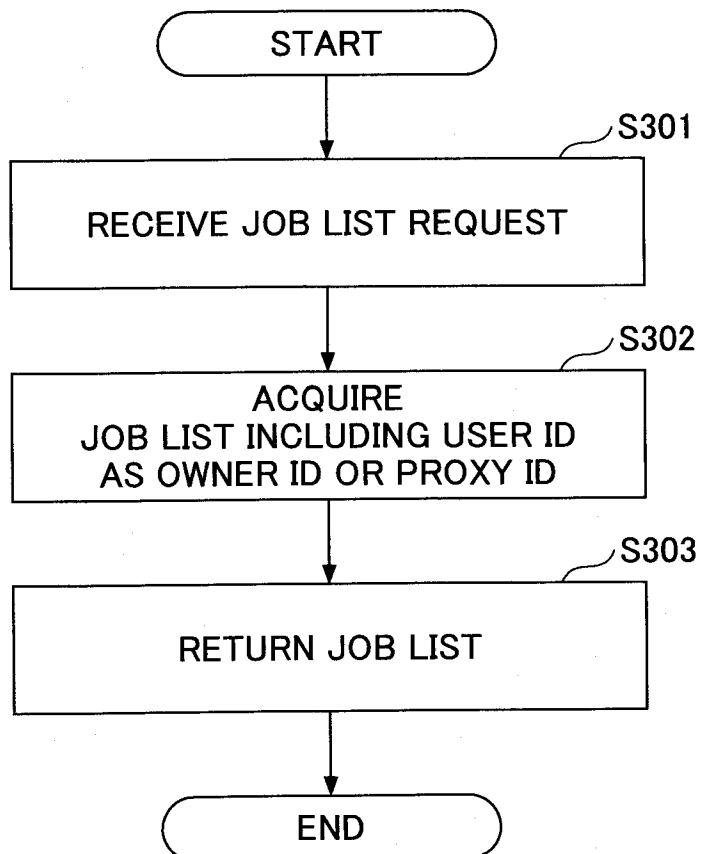 START
S301
RECEIVE JOB LIST REQUEST
S302
ACQUIRE
JOB LIST INCLUDING USER ID
AS OWNER ID OR PROXY ID
S303
RETURN JOB LIST
END